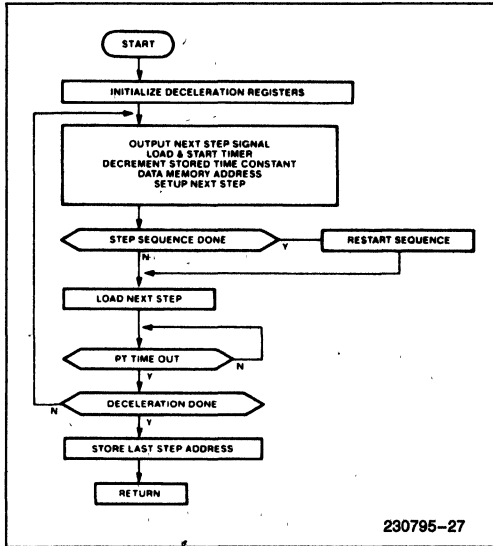 START
INITIALIZE DECELERATION REGISTERS
OUTPUT NEXT STEP SIGNAL
LOAD & START TIMER
DECREMENT STORED TIME CONSTANT
DATA MEMORY ADDRESS
SETUP NEXT STEP
STEP SEQUENCE DONE
Y
RESTART SEQUENCE
N
LOAD NEXT STEP
PT TIME OUT
N
Y
DECELERATION DONE
N
Y
STORE LAST STEP ADDRESS
RETURN
230795-27